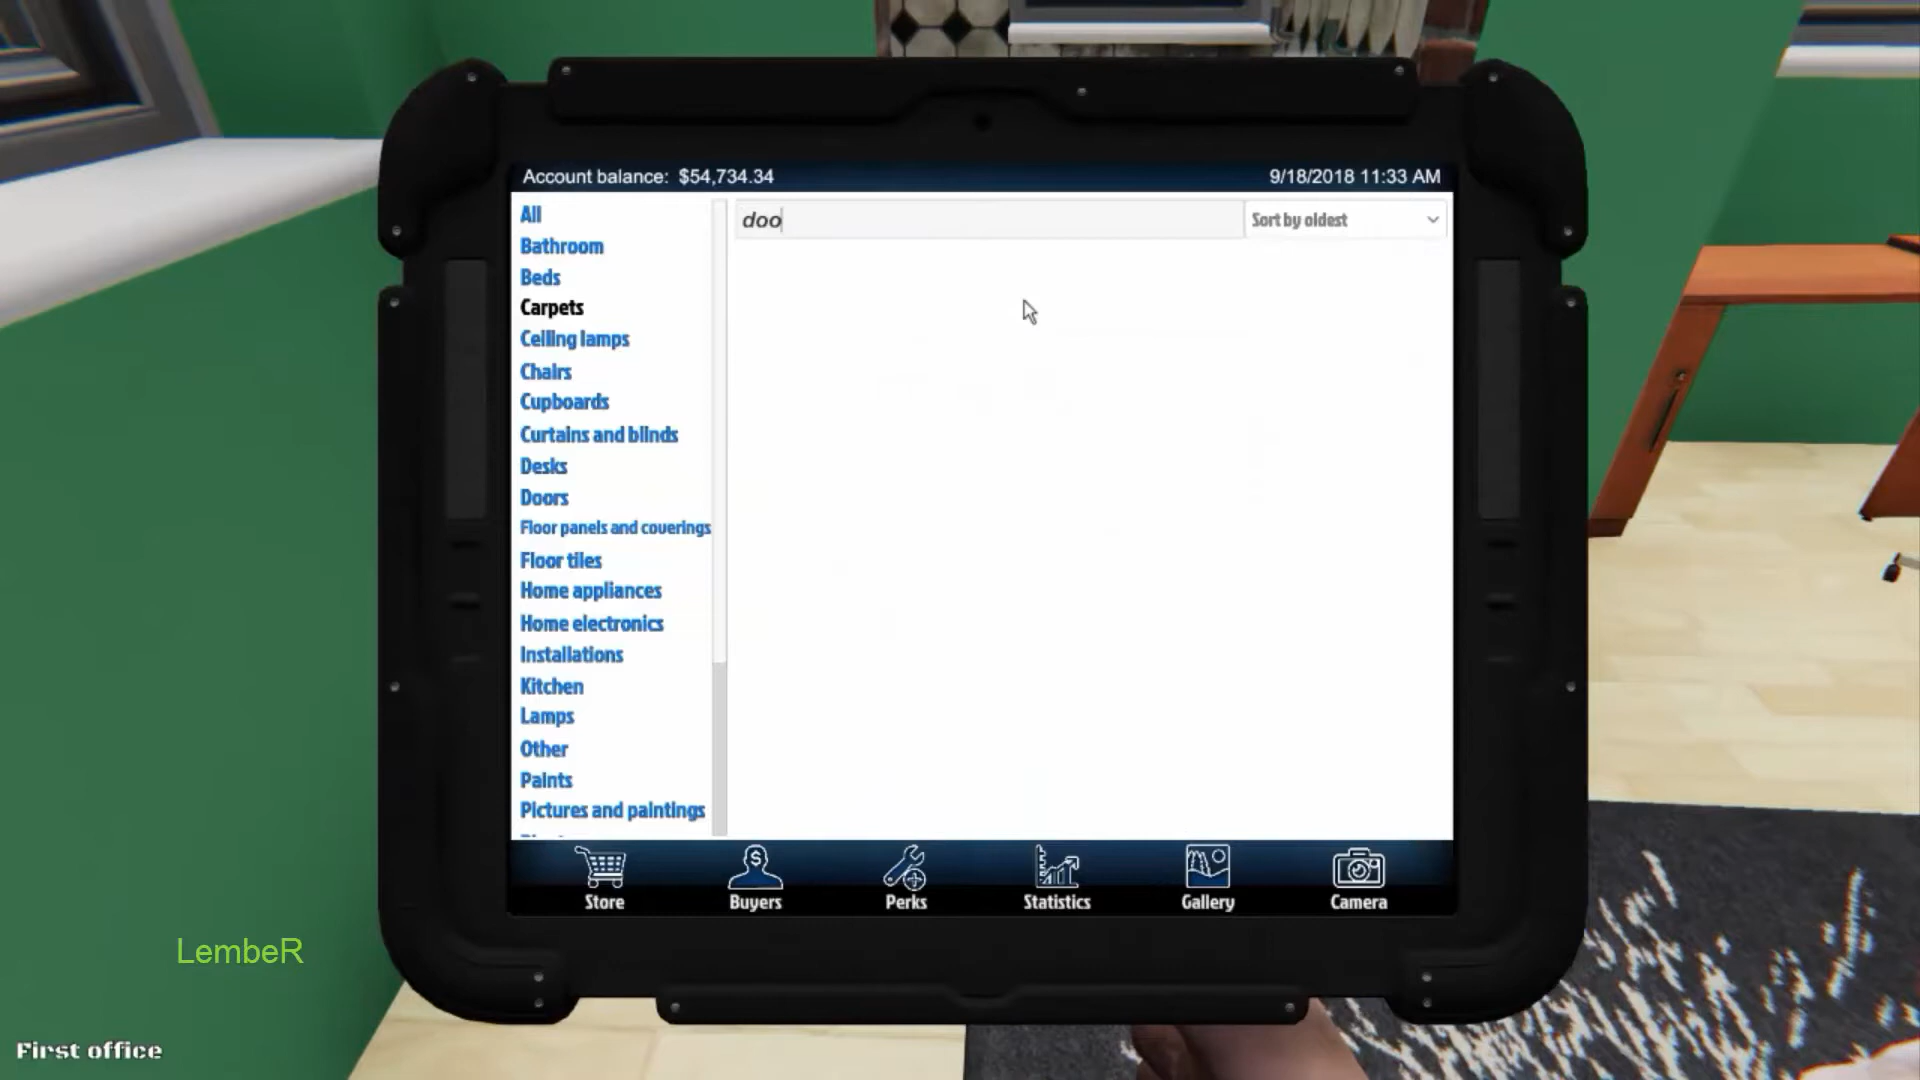 Account balance: $54,734.34
9/18/2018 11:33 AM
All
Bathroom
Beds
Carpets
Ceiling lamps
Chairs
Cupboards
Curtains and blinds
Desks
Doors
Floor panels and coverings
Floor tiles
Home appliances
Home electronics
Installations
Kitchen
Lamps
Other
Paints
Pictures and paintings
doo
Sort by oldest
Store
Buyers
Perks
Statistics
Gallery
Camera
LembeR
First office